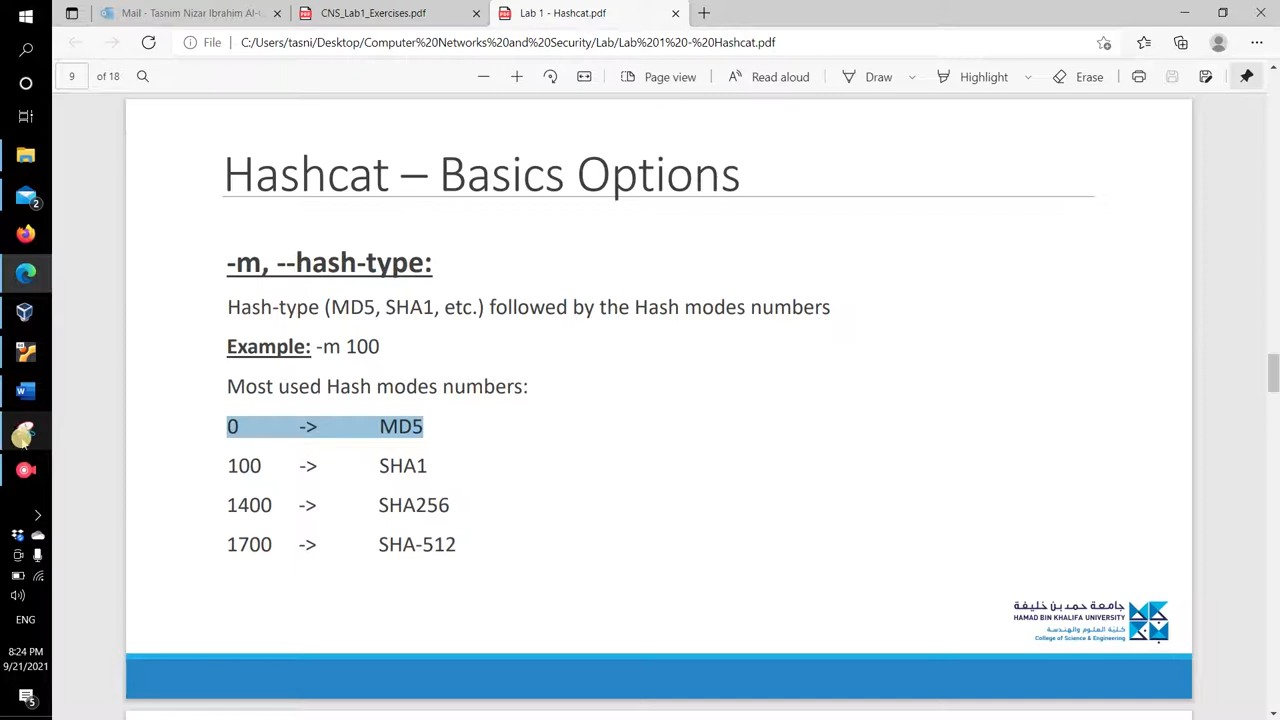 Mail - Tasnim Nizar Ibrahim Al-
CNS_Lab1_Exercises.pdf
Lab 1 - Hashcat.pdf
File
C:/Users/tasni/Desktop/Computer%20Networks%20and%20Security/Lab/Lab%201%20-%20Hashcat.pdf
9 of 18
Page view
Read aloud
Draw
Highlight
Erase
Hashcat – Basics Options
-m, --hash-type:
Hash-type (MD5, SHA1, etc.) followed by the Hash modes numbers
Example: -m 100
Most used Hash modes numbers:
0 -> MD5
100 -> SHA1
1400 -> SHA256
1700 -> SHA-512
جامعة حمد بن خليفة
HAMAD BIN KHALIFA UNIVERSITY
كلية العلوم والهندسة
College of Science & Engineering
2
ENG
8:24 PM
9/21/2021
5